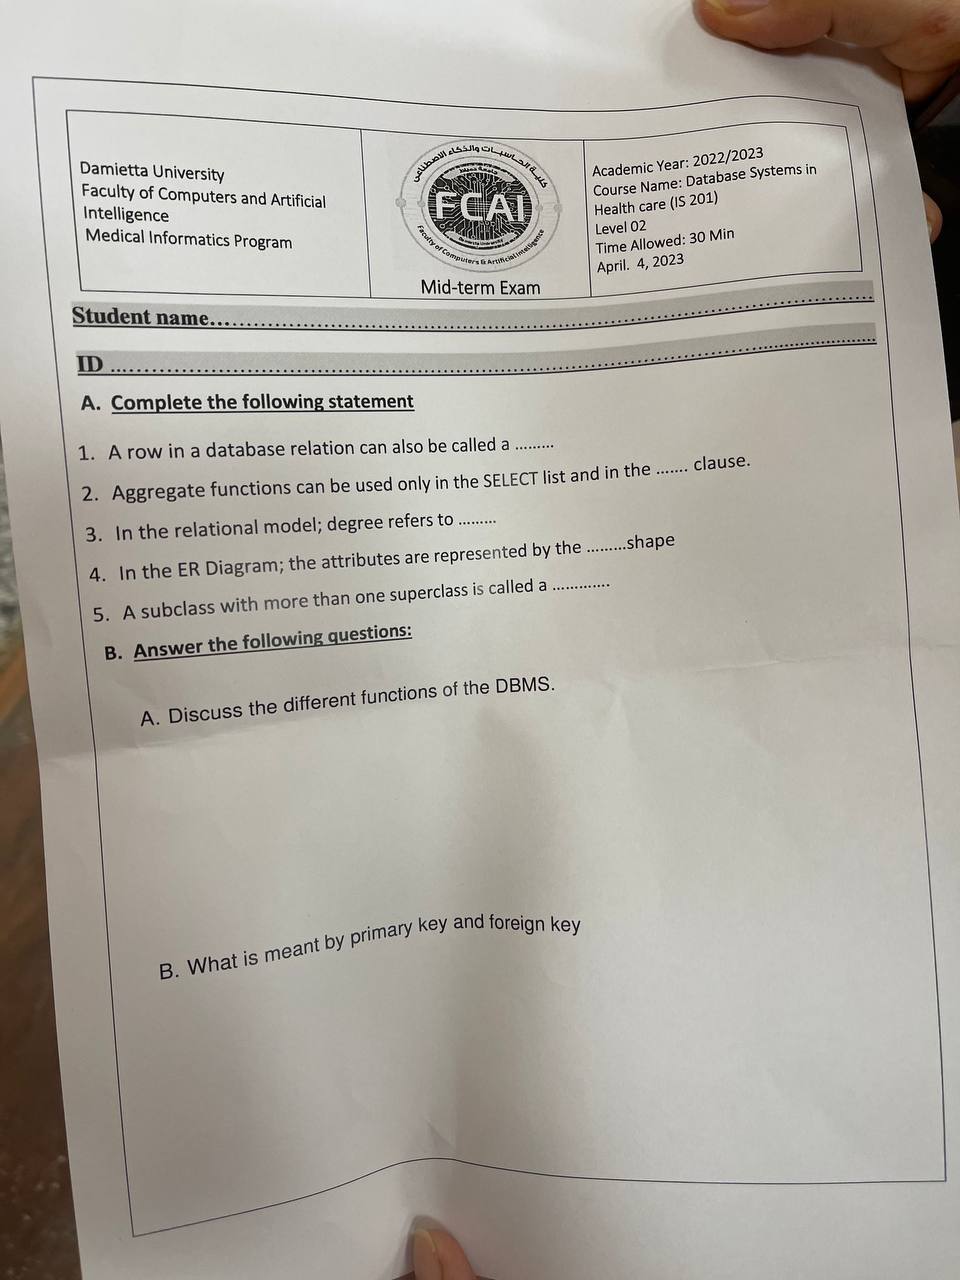 Damietta University
Faculty of Computers and Artificial
Intelligence
Medical Informatics Program
كلية الحاسبات والذكاء الاصطناعي
جامعة دمياط
FCAI
Damietta University
Faculty of Computers & Artificial Intelligence
Mid-term Exam
Academic Year: 2022/2023
Course Name: Database Systems in
Health care (IS 201)
Level 02
Time Allowed: 30 Min
April. 4, 2023
Student name...
ID ...
A. Complete the following statement
1. A row in a database relation can also be called a .........
2. Aggregate functions can be used only in the SELECT list and in the ....... clause.
3. In the relational model; degree refers to .........
4. In the ER Diagram; the attributes are represented by the .........shape
5. A subclass with more than one superclass is called a .............
B. Answer the following questions:
A. Discuss the different functions of the DBMS.
B. What is meant by primary key and foreign key